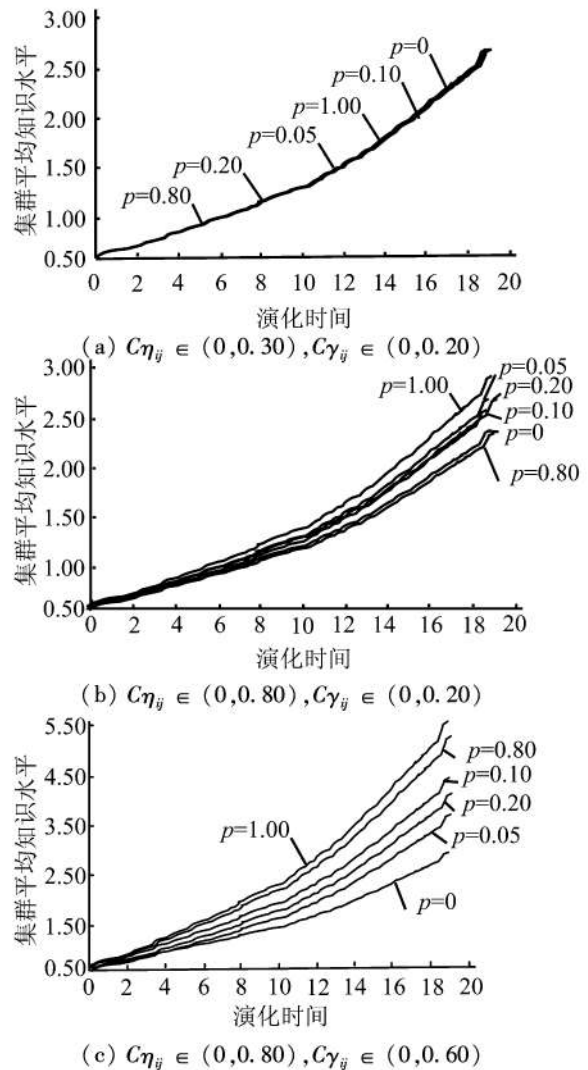 3.00
2.50
2.00
1.50
1.00
0.50
集群平均知识水平
p=0
p=0.10
p=1.00
p=0.05
p=0.20
p=0.80
0 2 4 6 8 10 12 14 16 18 20
演化时间
(a) Cηij ∈ (0,0.30),Cγij ∈ (0,0.20)
3.00
2.50
2.00
1.50
1.00
0.50
集群平均知识水平
p=1.00
p=0.05
p=0.20
p=0.10
p=0
p=0.80
0 2 4 6 8 10 12 14 16 18 20
演化时间
(b) Cηij ∈ (0,0.80),Cγij ∈ (0,0.20)
5.50
4.50
3.50
2.50
1.50
0.50
集群平均知识水平
p=1.00
p=0.80
p=0.10
p=0.20
p=0.05
p=0
0 2 4 6 8 10 12 14 16 18 20
演化时间
(c) Cηij ∈ (0,0.80),Cγij ∈ (0,0.60)